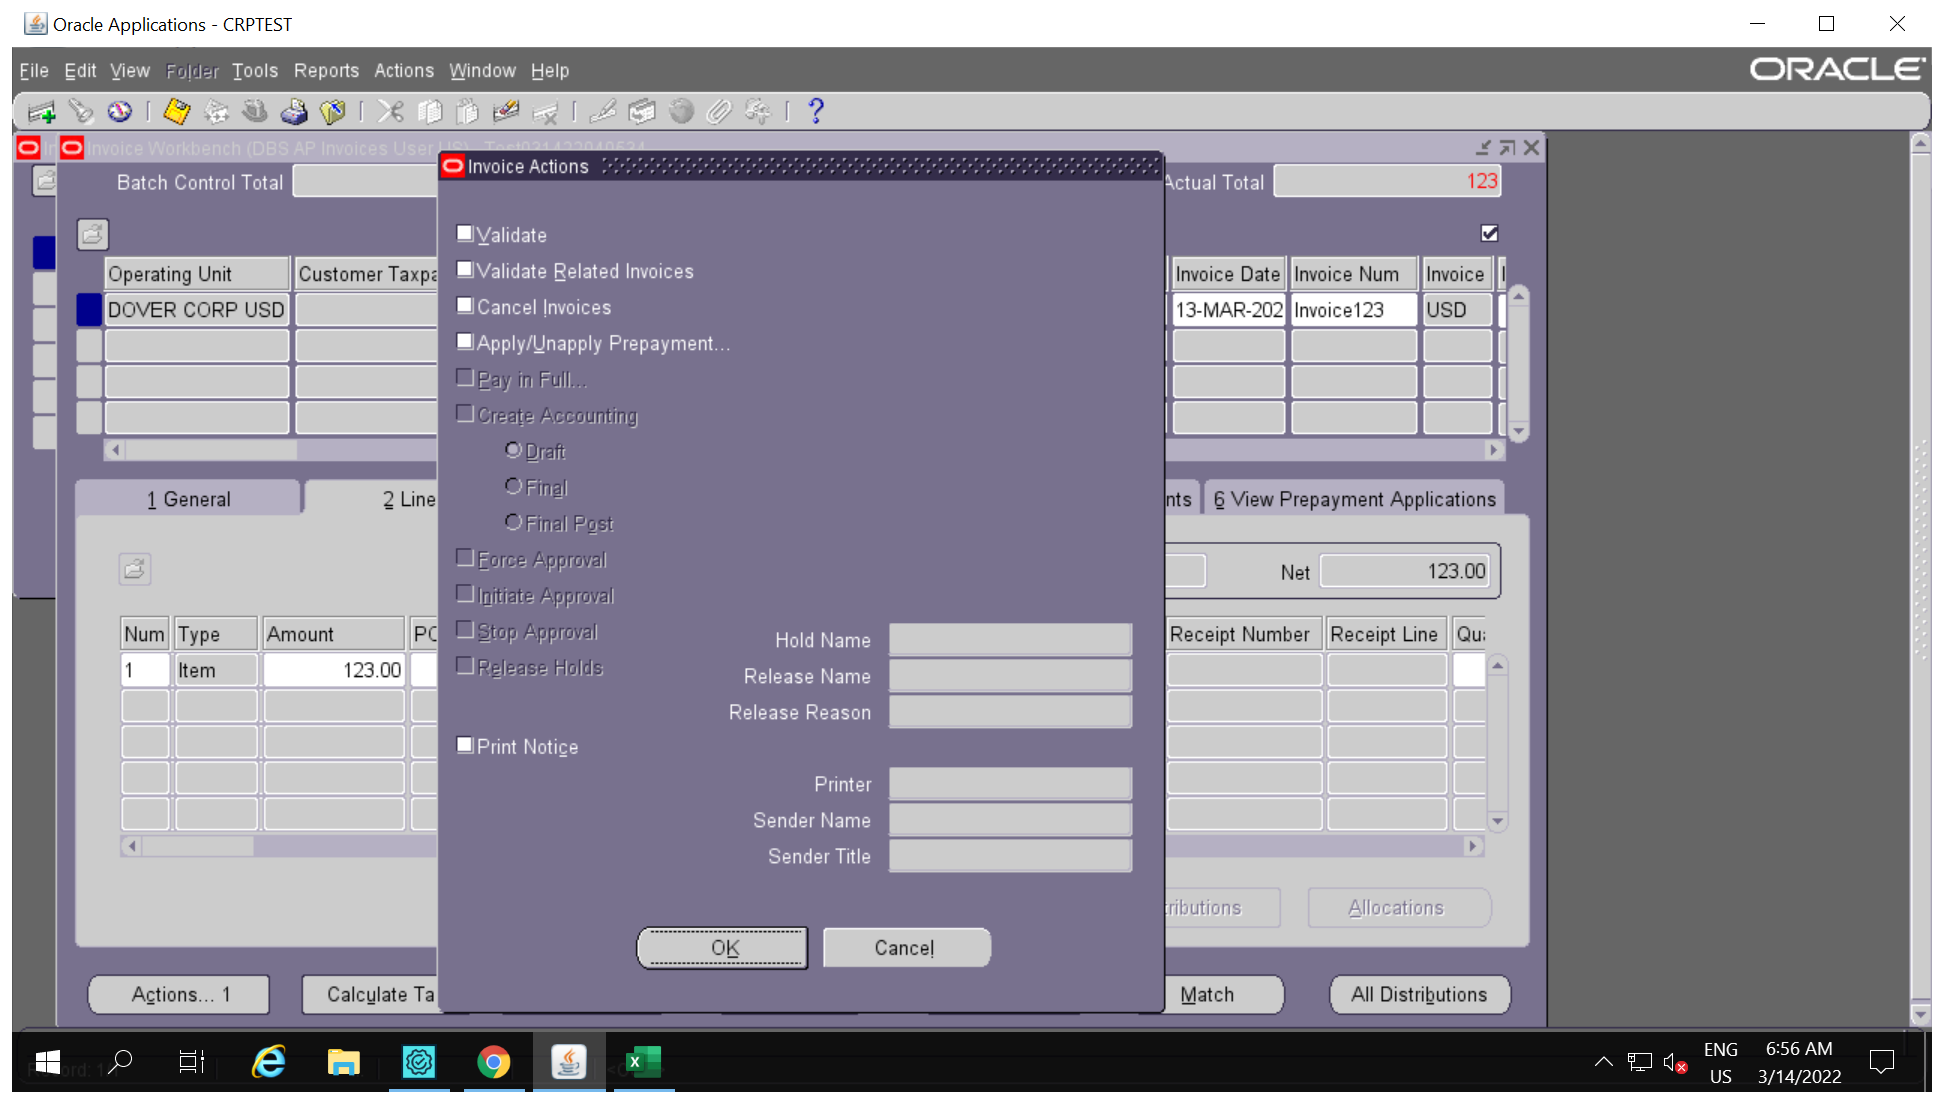 Oracle Applications - CRPTEST
File Edit View Folder Tools Reports Actions Window Help
ORACLE
Invoice Workbench (DBS AP Invoices User US) - Test031422040534
Invoice Actions
Batch Control Total
Actual Total 123
Validate
Validate Related Invoices
Cancel Invoices
Apply/Unapply Prepayment...
Pay in Full...
Create Accounting
Draft
Final
Final Post
Force Approval
Initiate Approval
Stop Approval
Release Holds
Hold Name
Release Name
Release Reason
Print Notice
Printer
Sender Name
Sender Title
OK Cancel
Operating Unit Customer Taxpa Invoice Date Invoice Num Invoice
DOVER CORP USD 13-MAR-202 Invoice123 USD
1 General 2 Line nts 6 View Prepayment Applications
Net 123.00
Num Type Amount PO Receipt Number Receipt Line Qua
1 Item 123.00
ributions Allocations
Actions... 1 Calculate Ta Match All Distributions
ENG 6:56 AM
US 3/14/2022